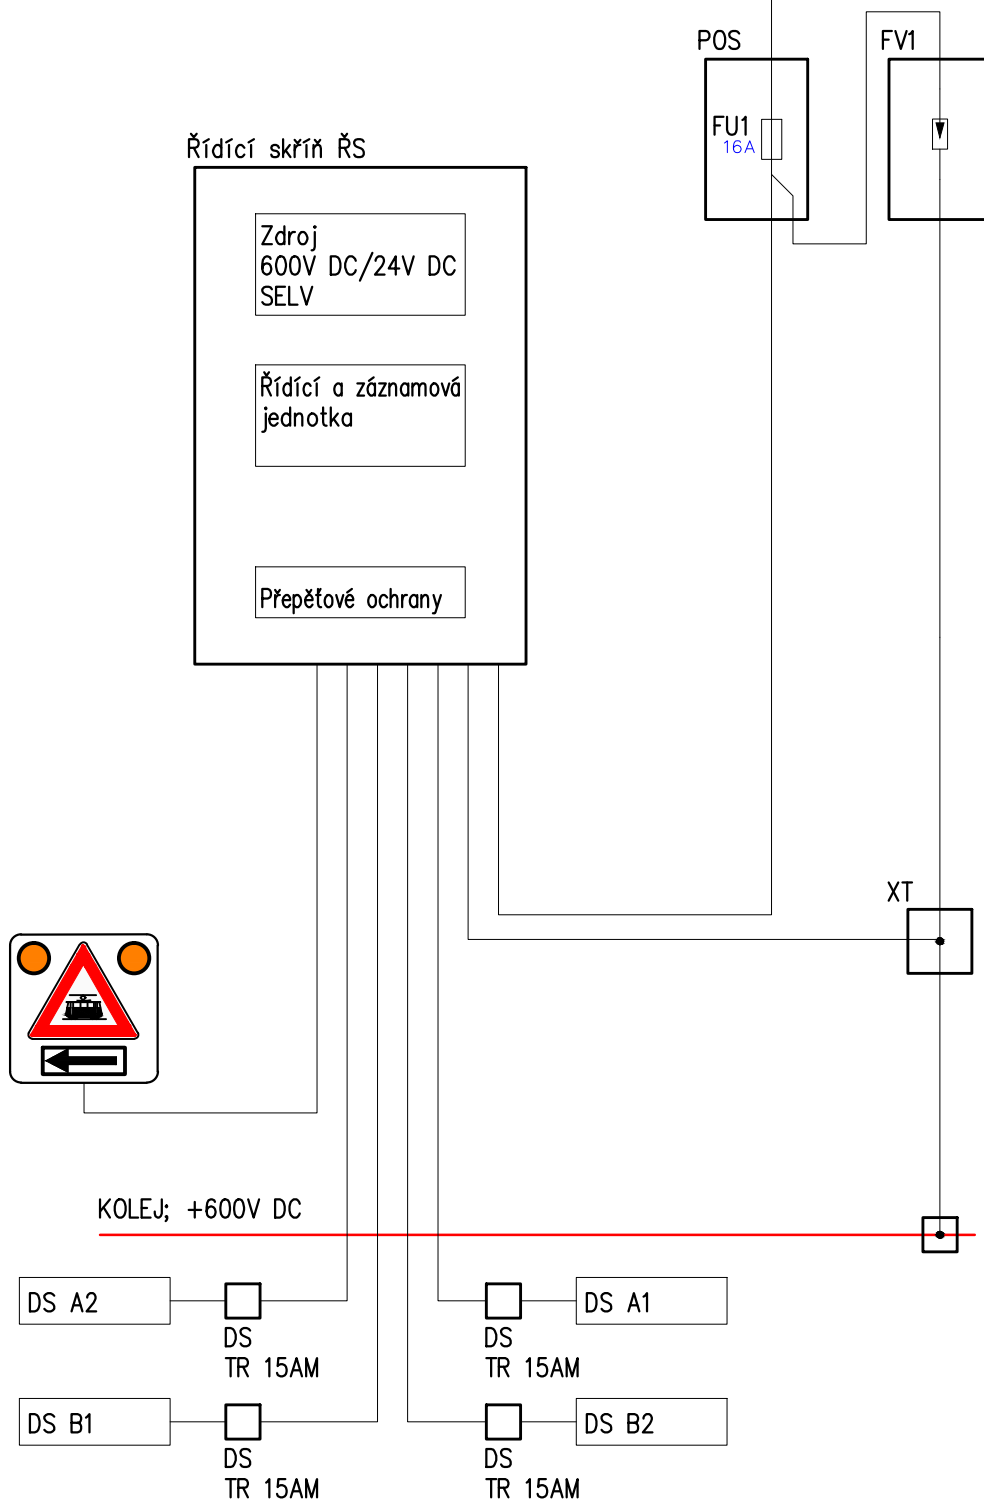 POS
FV1
FU1
16A
Řídící skříň ŘS
Zdroj
600V DC/24V DC
SELV
Řídící a záznamová
jednotka
Přepěťové ochrany
XT
KOLEJ; +600V DC
DS A2
DS
TR 15AM
DS
TR 15AM
DS A1
DS B1
DS
TR 15AM
DS
TR 15AM
DS B2